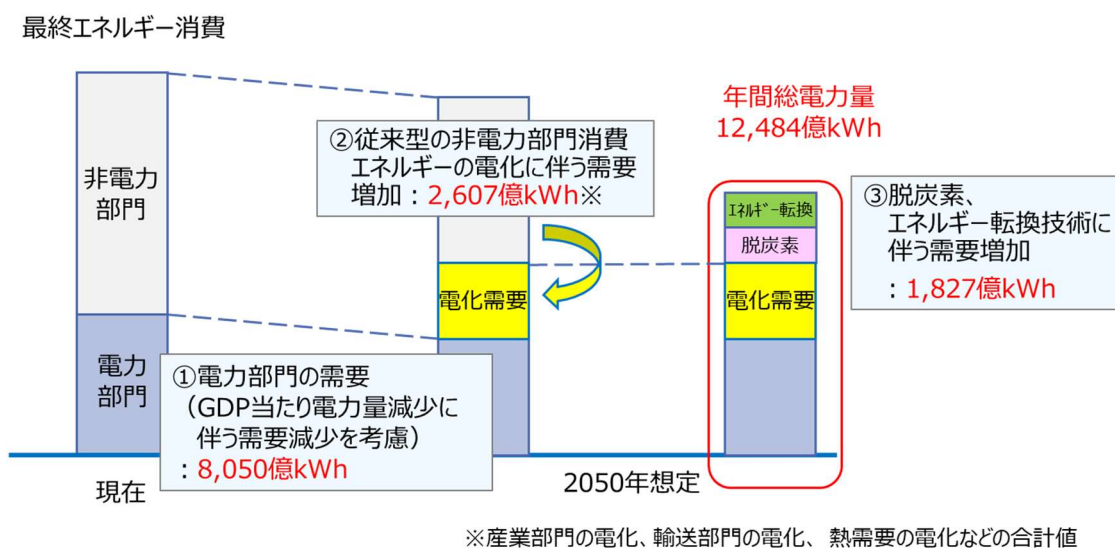 最終エネルギー消費
年間総電力量
12,484億kWh
②従来型の非電力部門消費
エネルギーの電化に伴う需要
増加：2,607億kWh※
非電力
部門
ｴﾈﾙｷﾞｰ転換
脱炭素
③脱炭素、
エネルギー転換技術に
伴う需要増加
：1,827億kWh
電化需要
電化需要
電力
部門
①電力部門の需要
（GDP当たり電力量減少に
伴う需要減少を考慮）
：8,050億kWh
現在
2050年想定
※産業部門の電化、輸送部門の電化、熱需要の電化などの合計値